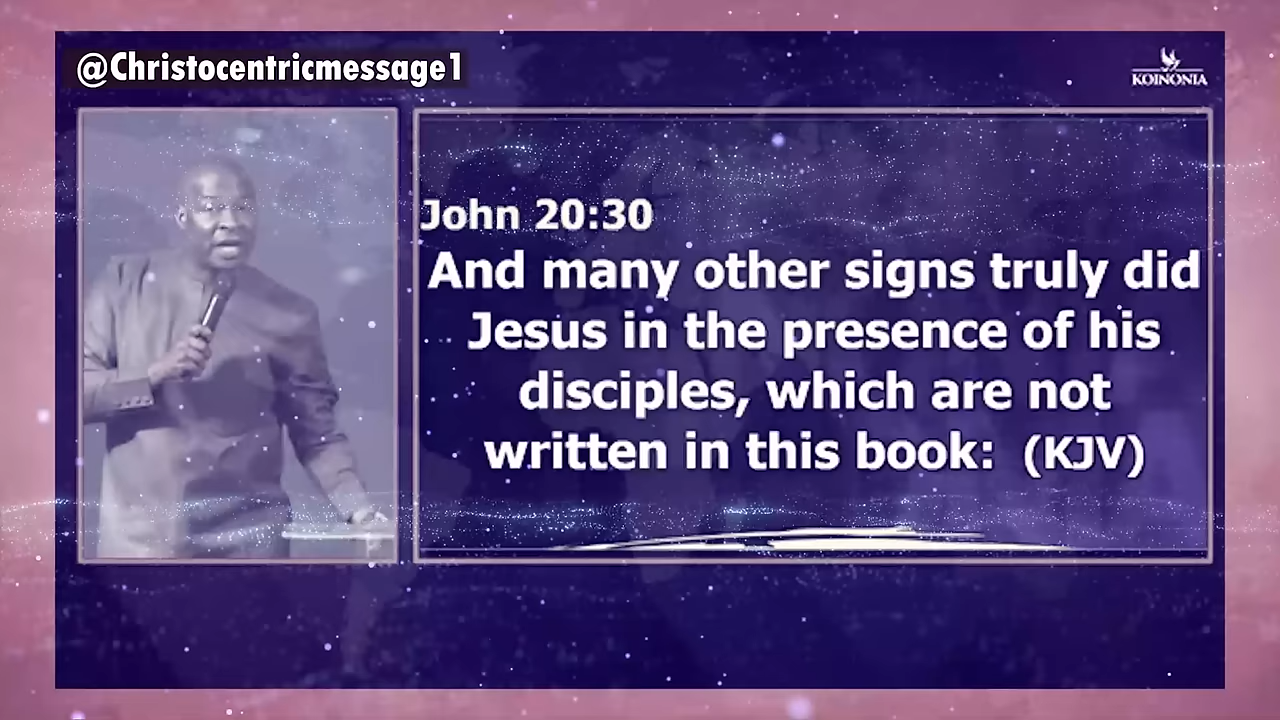 @Christocentricmessage1
KOINONIA
John 20:30
And many other signs truly did
Jesus in the presence of his
disciples, which are not
written in this book: (KJV)